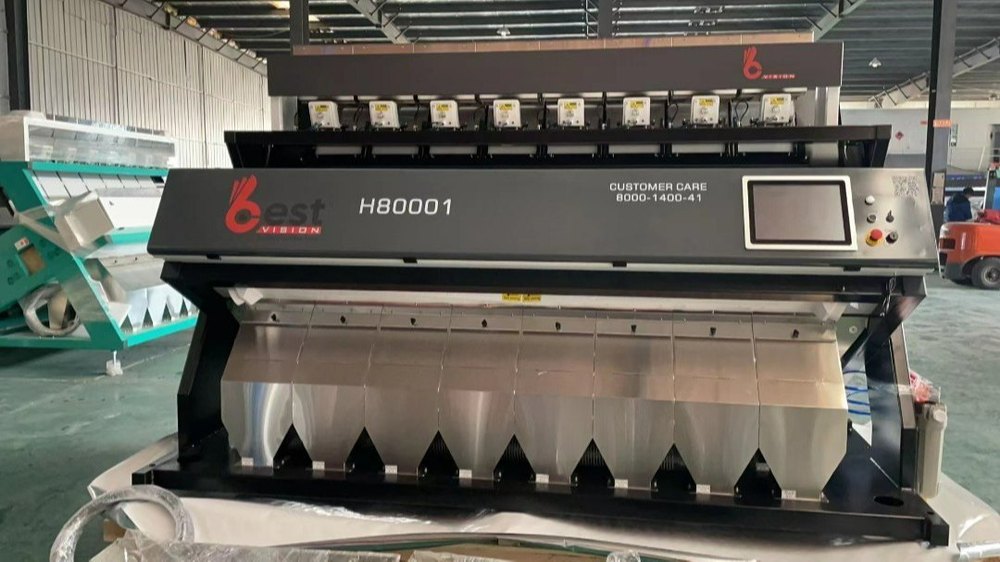 VISION
best
VISION
H80001
CUSTOMER CARE
8000-1400-41